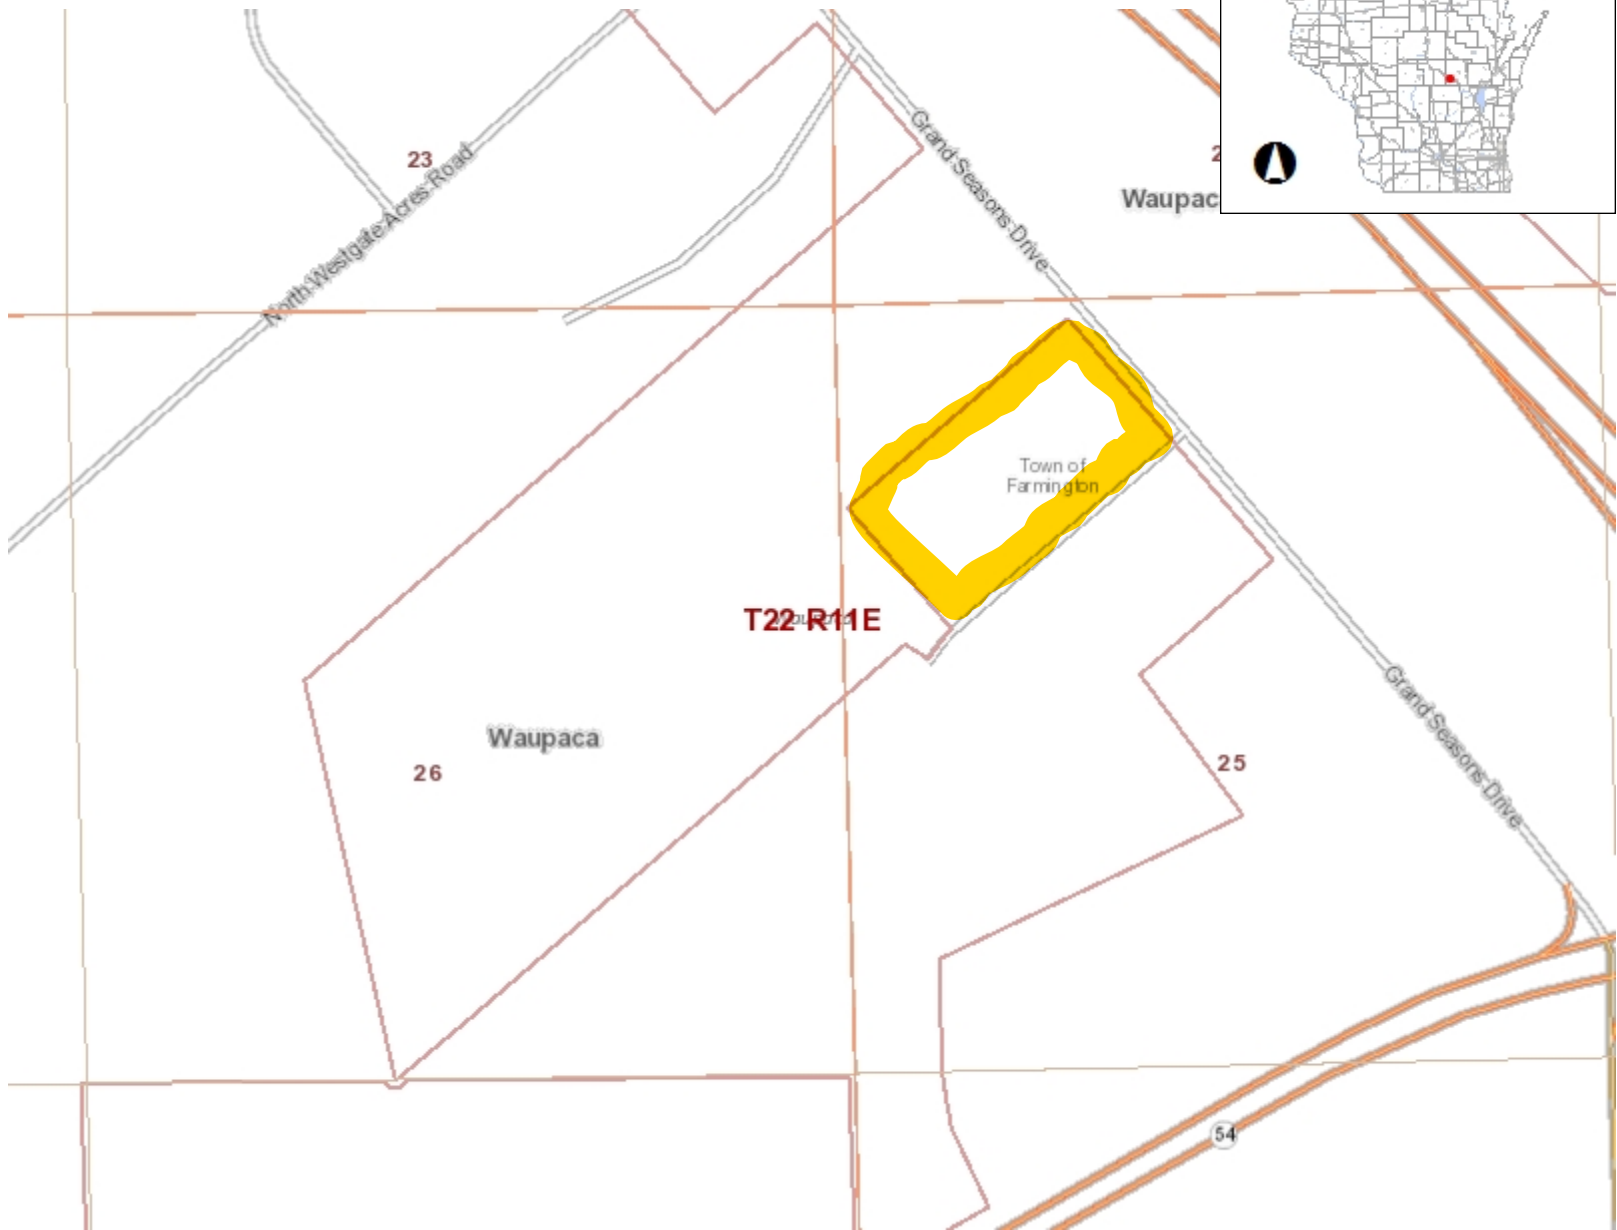 23
North Westgate Acres Road
Grand Seasons Drive
2
Waupac
Town of
Farmington
T22 R11E
Waupaca
26
25
Grand Seasons Drive
54